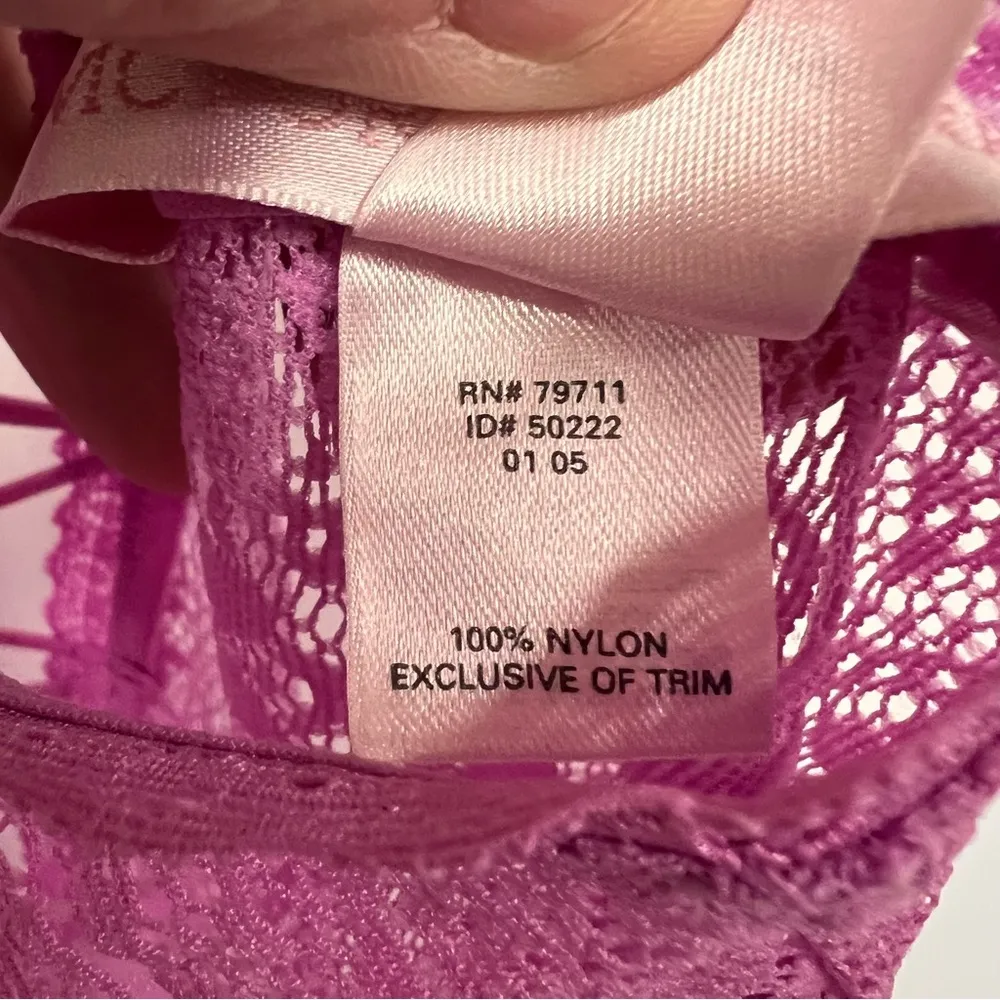 RN# 79711
ID# 50222
01 05
100% NYLON
EXCLUSIVE OF TRIM